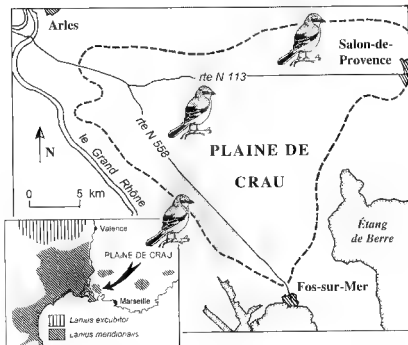 Arles
Salon-de-
Provence
rte N 113
rte N 558
le Grand Rhône
N
PLAINE DE
CRAU
0 5 km
Étang
de Berre
Fos-sur-Mer
Valence
PLAINE DE CRAU
Marseille
Lanius excubitor
Lanius meridionalis